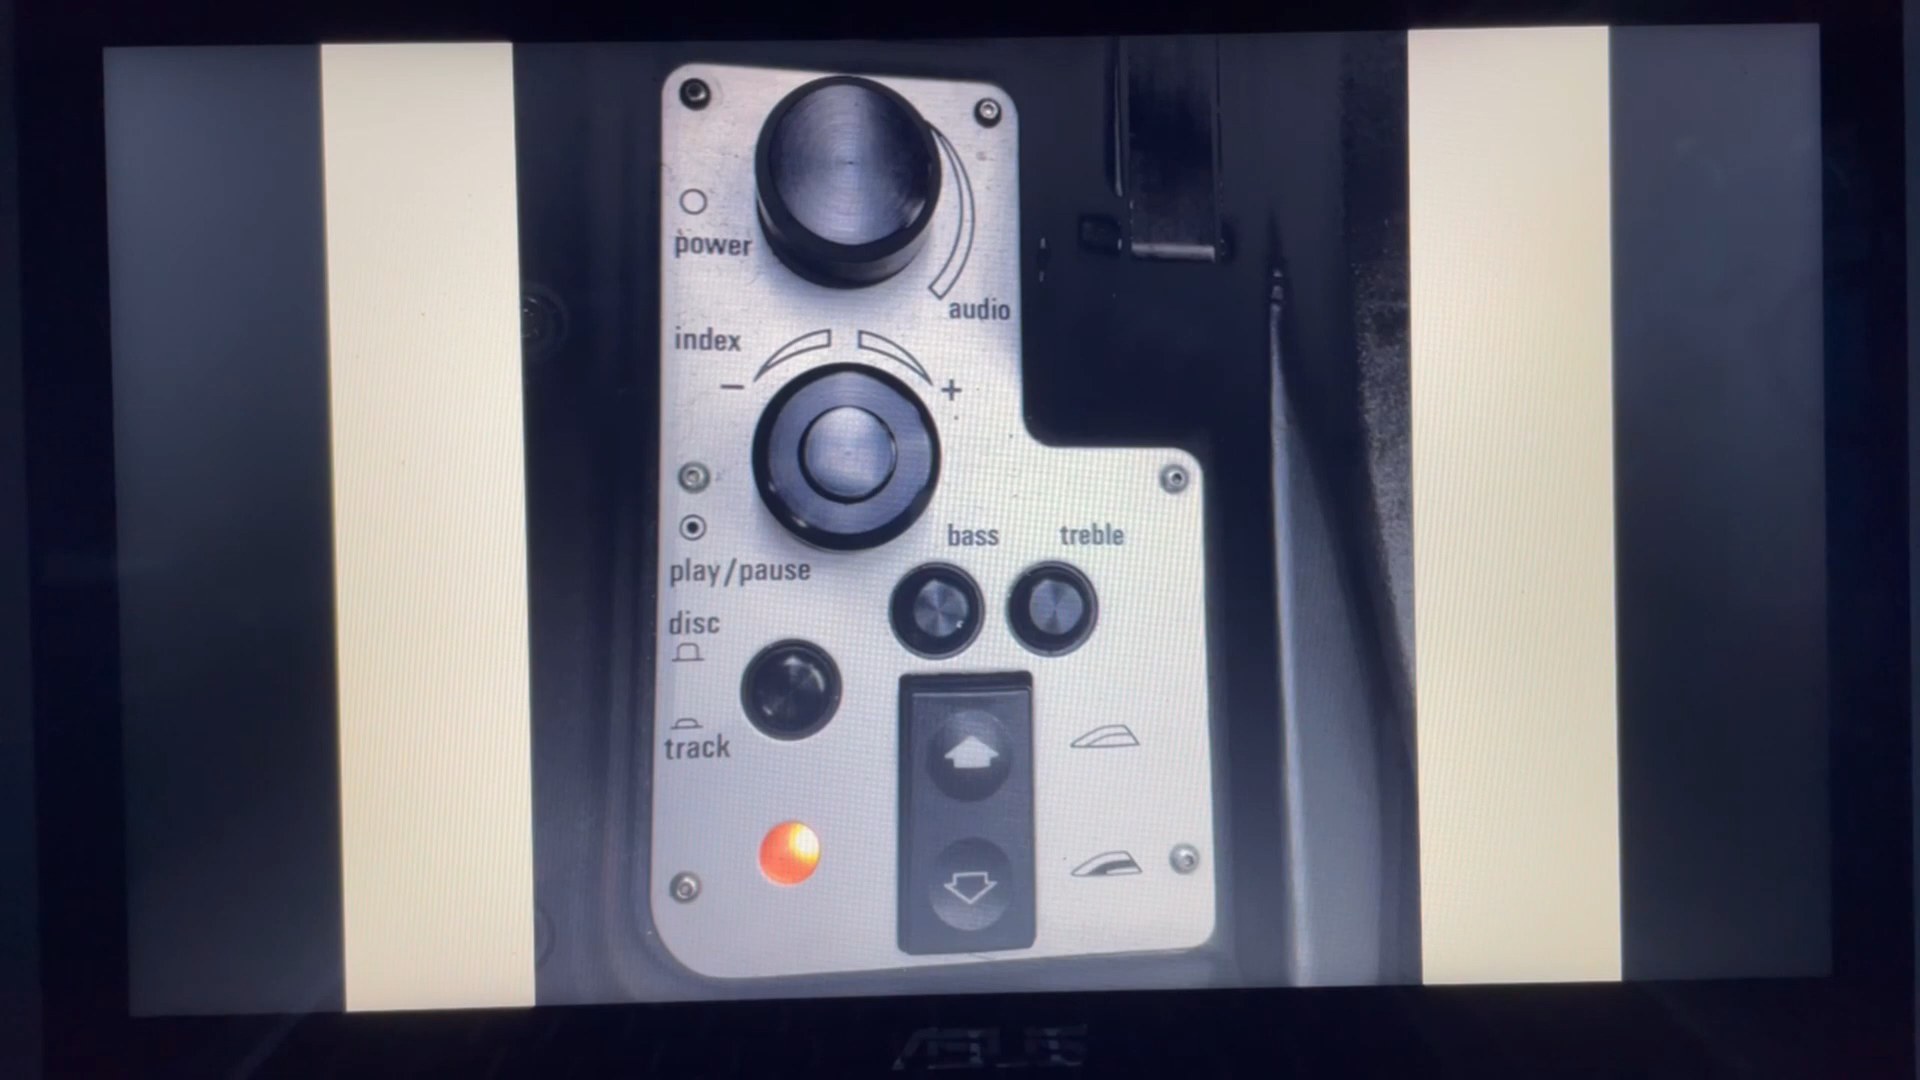 power
audio
index
− +
bass treble
play/pause
disc
track
ASUS